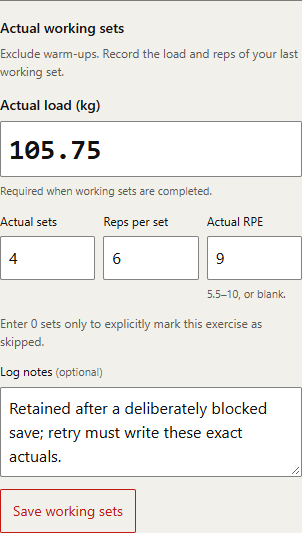 Actual working sets
Exclude warm-ups. Record the load and reps of your last
working set.
Actual load (kg)
105.75
Required when working sets are completed.
Actual sets Reps per set Actual RPE
4 6 9
5.5–10, or blank.
Enter 0 sets only to explicitly mark this exercise as
skipped.
Log notes (optional)
Retained after a deliberately blocked
save; retry must write these exact
actuals.
Save working sets